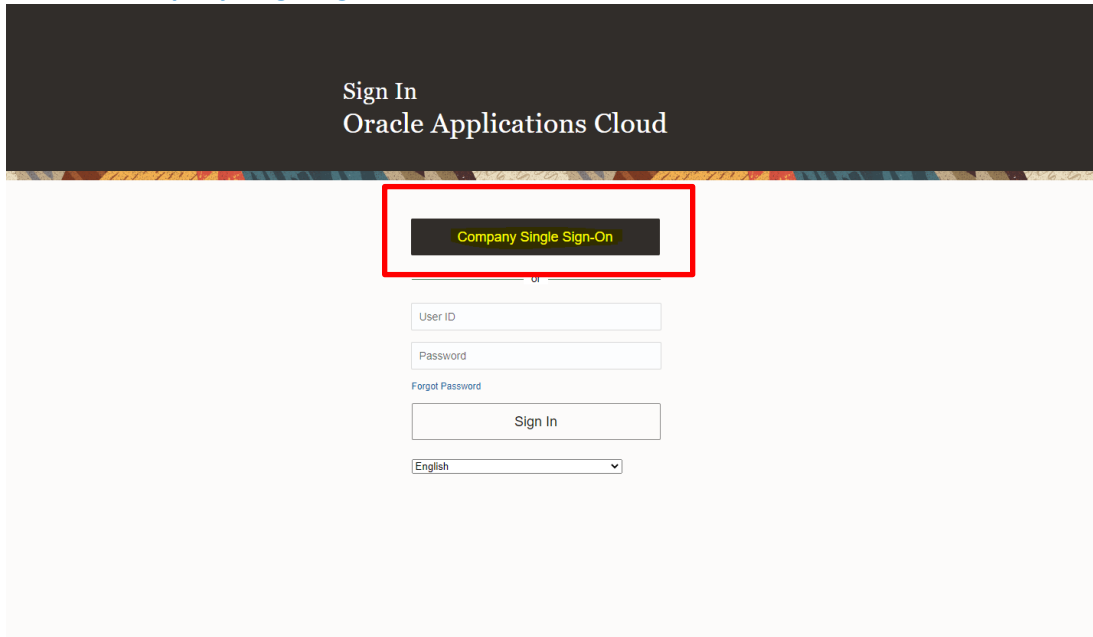 Sign In
Oracle Applications Cloud
Company Single Sign-On
or
User ID
Password
Forgot Password
Sign In
English